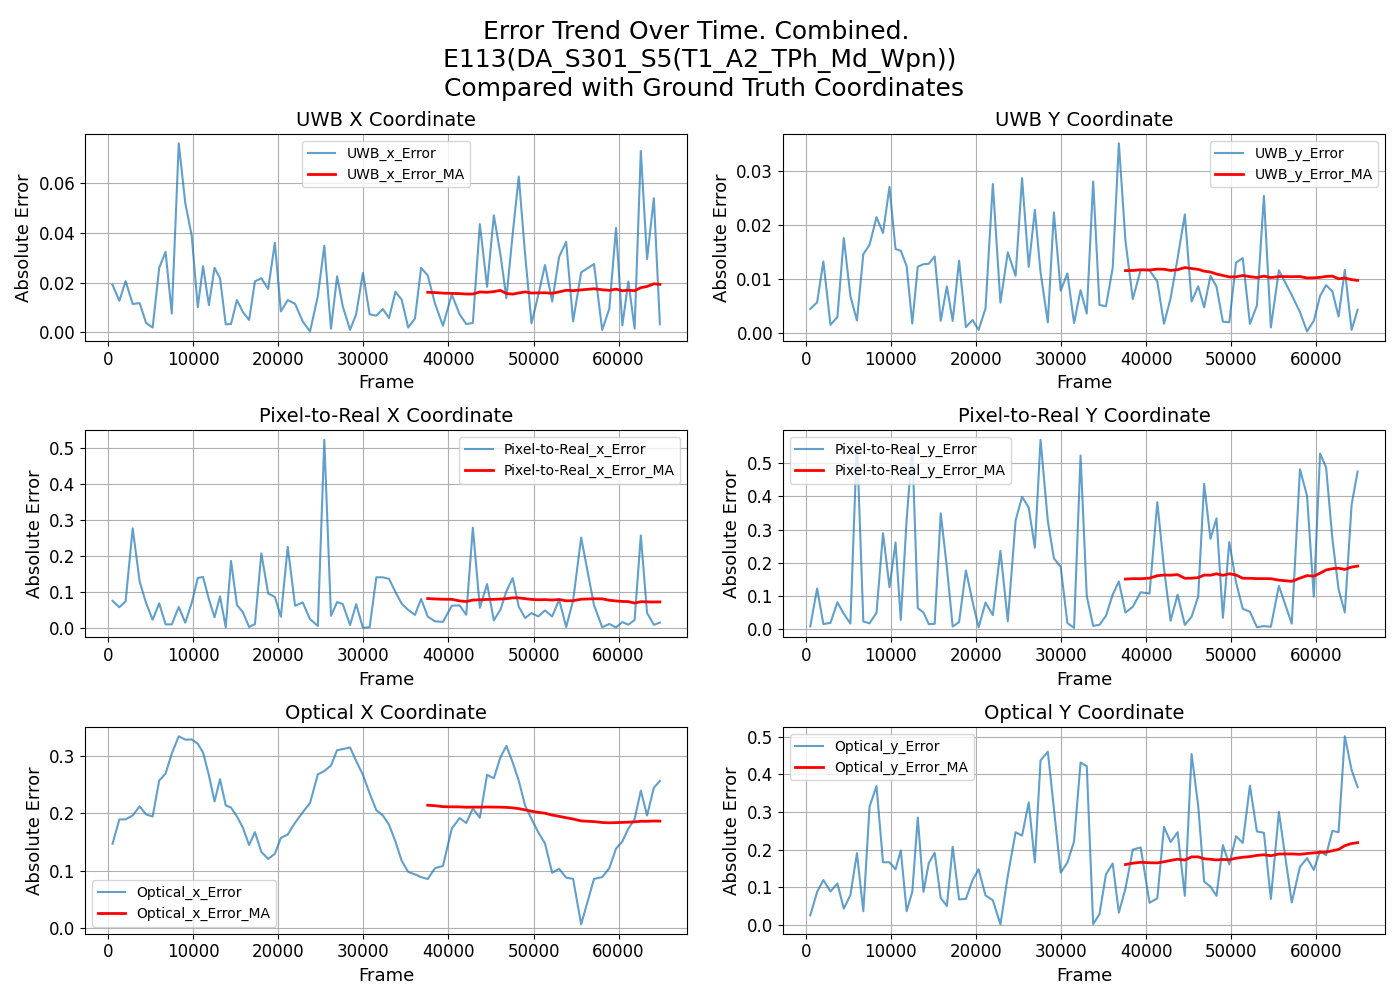 Error Trend Over Time. Combined.
E113(DA_S301_S5(T1_A2_TPh_Md_Wpn))
Compared with Ground Truth Coordinates
UWB X Coordinate
Absolute Error
0.06
0.04
0.02
0.00
UWB_x_Error
UWB_x_Error_MA
0 10000 20000 30000 40000 50000 60000
Frame
UWB Y Coordinate
Absolute Error
0.03
0.02
0.01
0.00
UWB_y_Error
UWB_y_Error_MA
0 10000 20000 30000 40000 50000 60000
Frame
Pixel-to-Real X Coordinate
Absolute Error
0.5
0.4
0.3
0.2
0.1
0.0
Pixel-to-Real_x_Error
Pixel-to-Real_x_Error_MA
0 10000 20000 30000 40000 50000 60000
Frame
Pixel-to-Real Y Coordinate
Absolute Error
0.5
0.4
0.3
0.2
0.1
0.0
Pixel-to-Real_y_Error
Pixel-to-Real_y_Error_MA
0 10000 20000 30000 40000 50000 60000
Frame
Optical X Coordinate
Absolute Error
0.3
0.2
0.1
0.0
Optical_x_Error
Optical_x_Error_MA
0 10000 20000 30000 40000 50000 60000
Frame
Optical Y Coordinate
Absolute Error
0.5
0.4
0.3
0.2
0.1
0.0
Optical_y_Error
Optical_y_Error_MA
0 10000 20000 30000 40000 50000 60000
Frame